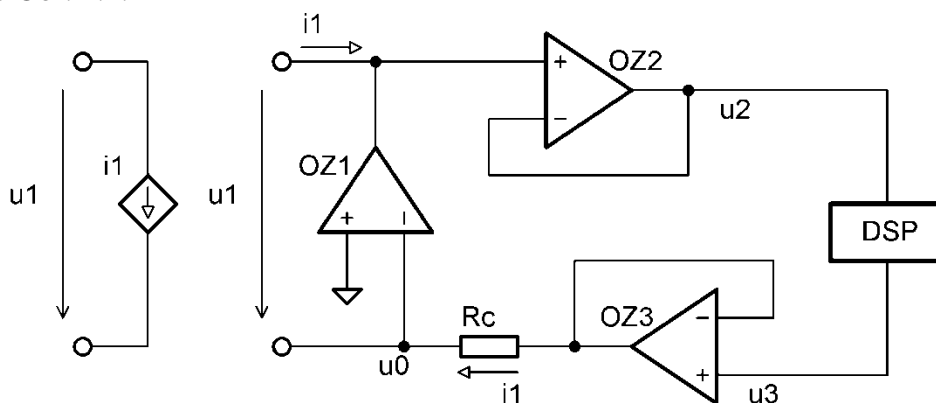 i1
+
OZ2
−
u2
i1
OZ1
u1
u1
+
−
DSP
−
Rc
OZ3
+
u0
i1
u3